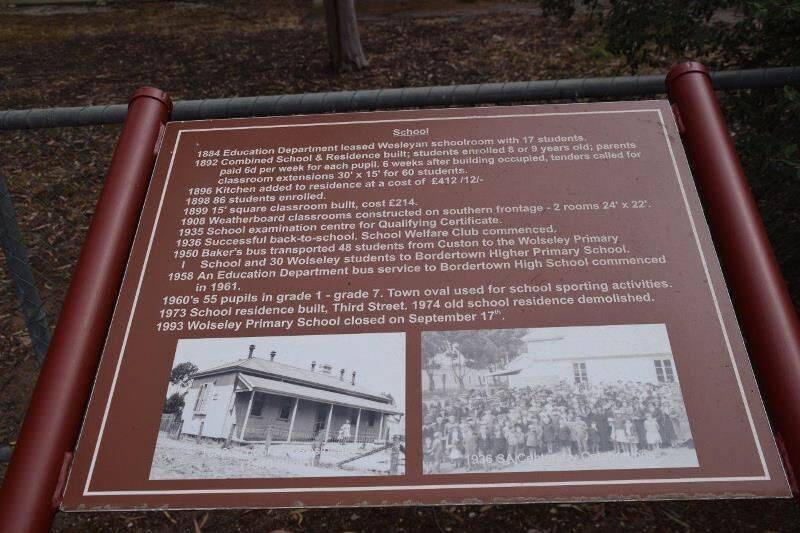 School
1884 Education Department leased Wesleyan schoolroom with 17 students.
1892 Combined School & Residence built; students enrolled 8 or 9 years old; parents
paid 6d per week for each pupil. 6 weeks after building occupied, tenders called for
classroom extensions 30' x 15' for 60 students.
1896 Kitchen added to residence at a cost of £412 /12/-
1898 86 students enrolled.
1899 15' square classroom built, cost £214.
1908 Weatherboard classrooms constructed on southern frontage - 2 rooms 24' x 22'.
1935 School examination centre for Qualifying Certificate.
1936 Successful back-to-school. School Welfare Club commenced.
1950 Baker's bus transported 48 students from Custon to the Wolseley Primary
School and 30 Wolseley students to Bordertown Higher Primary School.
1958 An Education Department bus service to Bordertown High School commenced
in 1961.
1960's 55 pupils in grade 1 - grade 7. Town oval used for school sporting activities.
1973 School residence built, Third Street. 1974 old school residence demolished.
1993 Wolseley Primary School closed on September 17th.
1936 SA